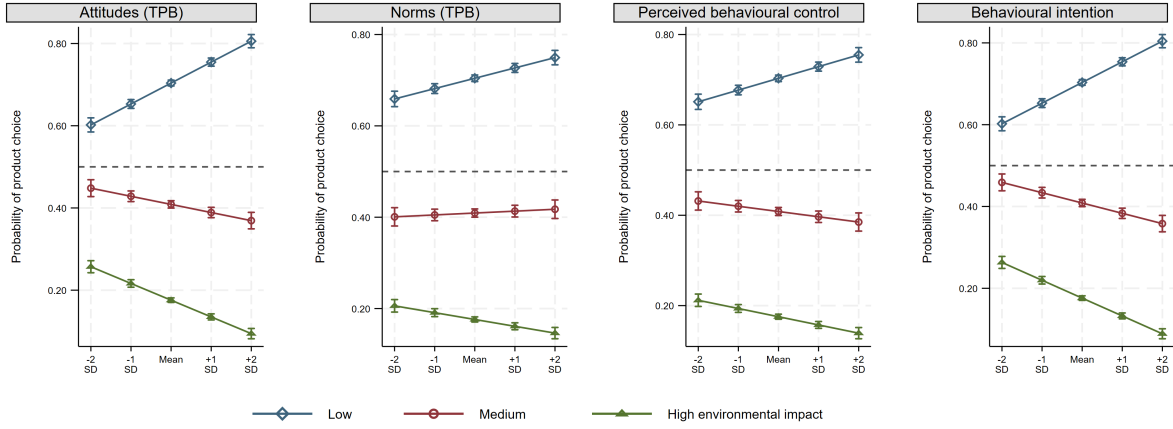 Attitudes (TPB)
Probability of product choice
0.80
0.60
0.40
0.20
-2 SD
-1 SD
Mean
+1 SD
+2 SD
Norms (TPB)
Probability of product choice
0.80
0.60
0.40
0.20
-2 SD
-1 SD
Mean
+1 SD
+2 SD
Perceived behavioural control
Probability of product choice
0.80
0.60
0.40
0.20
-2 SD
-1 SD
Mean
+1 SD
+2 SD
Behavioural intention
Probability of product choice
0.80
0.60
0.40
0.20
-2 SD
-1 SD
Mean
+1 SD
+2 SD
Low
Medium
High environmental impact